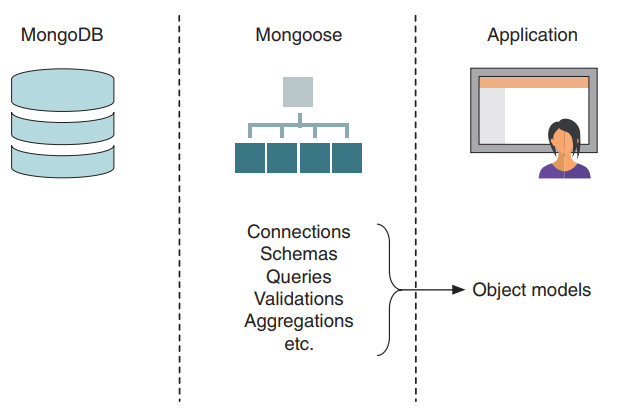 MongoDB
Mongoose
Application
Connections
Schemas
Queries
Validations
Aggregations
etc.
Object models